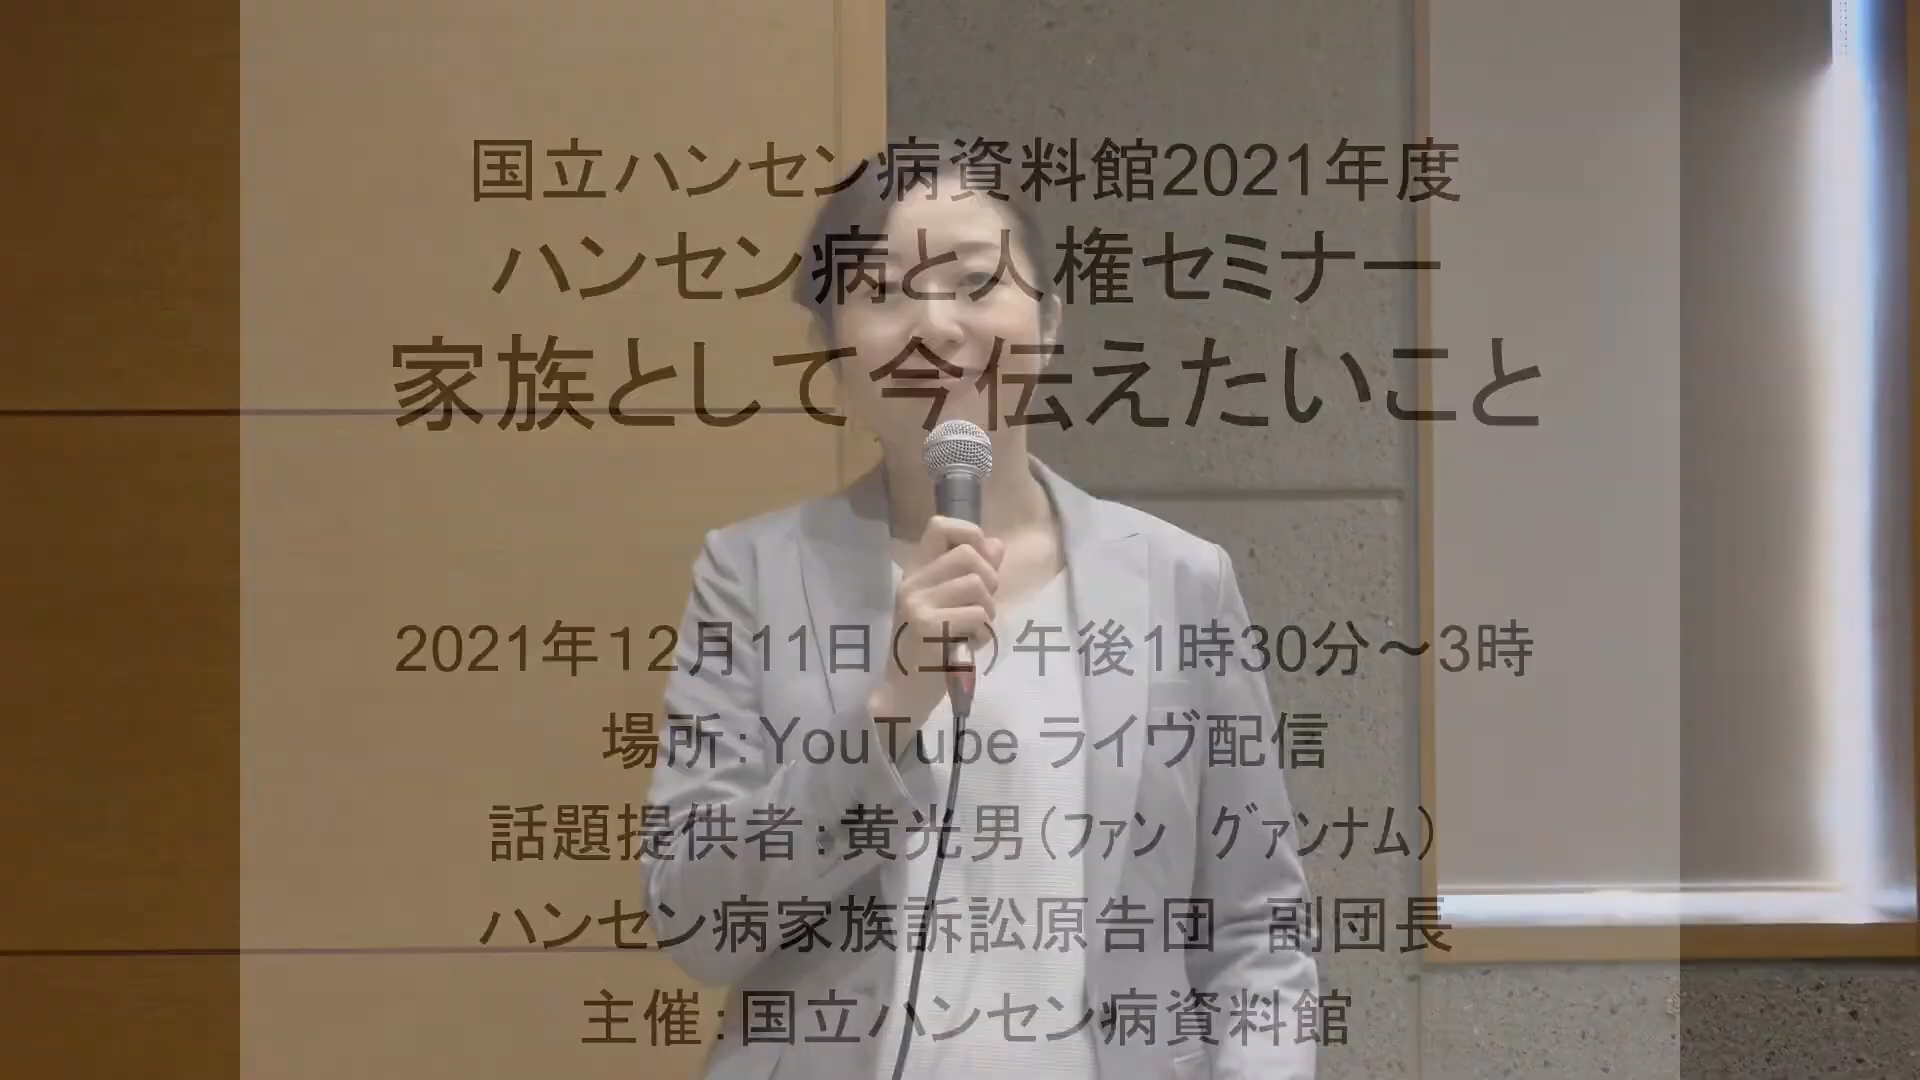 国立ハンセン病資料館2021年度
ハンセン病と人権セミナー
家族として今伝えたいこと
2021年12月11日（土）午後1時30分～3時
場所：YouTube ライヴ配信
話題提供者：黄光男（ﾌｧﾝ　ｸﾞｧﾝﾅﾑ）
ハンセン病家族訴訟原告団　副団長
主催：国立ハンセン病資料館